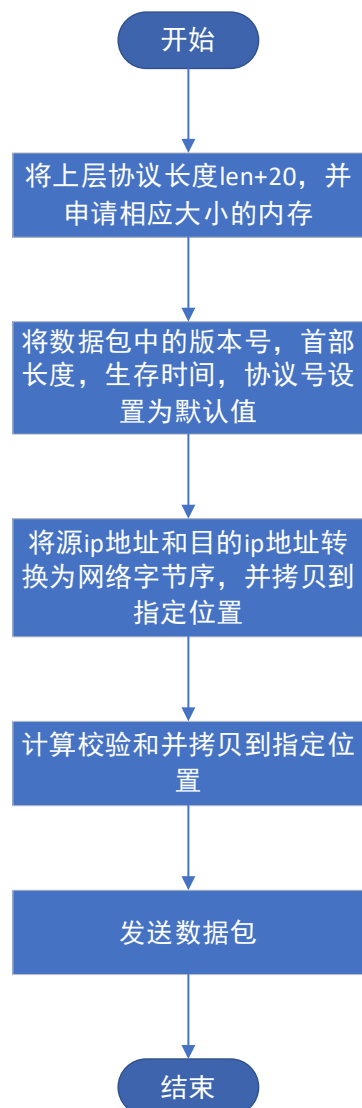 开始
将上层协议长度len+20，并
申请相应大小的内存
将数据包中的版本号，首部
长度，生存时间，协议号设
置为默认值
将源ip地址和目的ip地址转
换为网络字节序，并拷贝到
指定位置
计算校验和并拷贝到指定位
置
发送数据包
结束